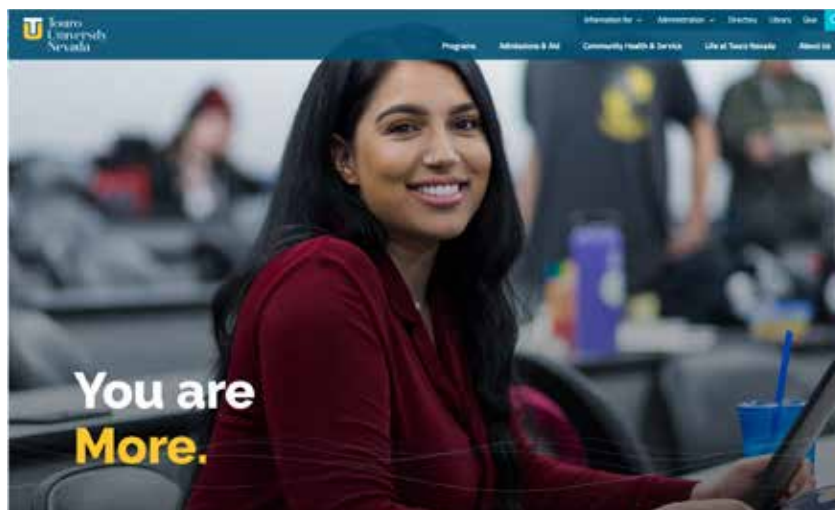 Touro
University
Nevada
Information for
Administration
Directory
Library
Give
Programs
Admissions & Aid
Community Health & Service
Life at Touro Nevada
About Us
You are
More.